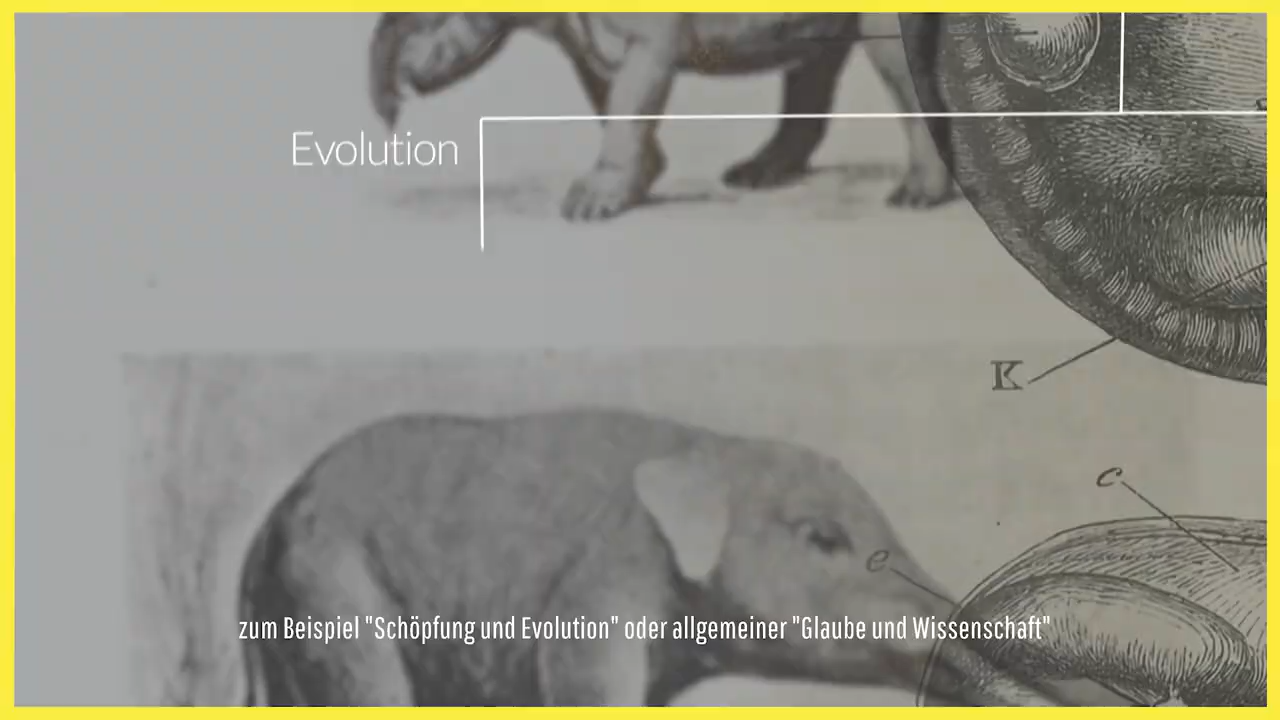 Evolution
K
c
e
zum Beispiel "Schöpfung und Evolution" oder allgemeiner "Glaube und Wissenschaft"